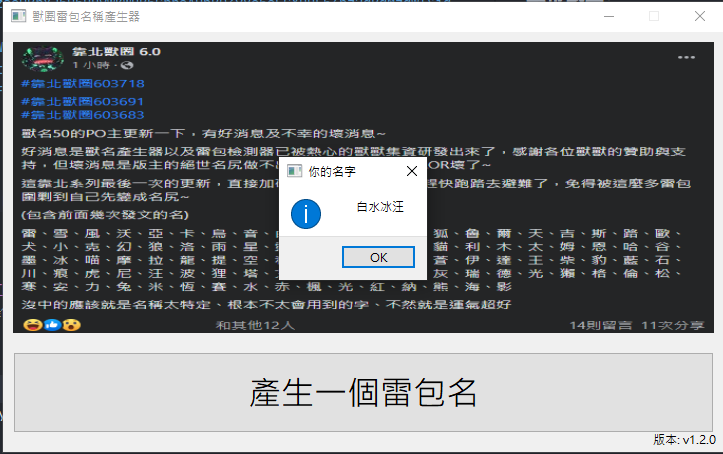 獸圈雷包名稱產生器
靠北獸圈 6.0
1 小時
#靠北獸圈603718
#靠北獸圈603691
#靠北獸圈603683
獸名50的PO主更新一下，有好消息及不幸的壞消息~
好消息是獸名產生器以及雷包檢測器已被熱心的獸獸集資研發出來了，感謝各位獸獸的贊助與支
持，但壞消息是版主的絕世名尻做不 OR壞了~
這靠北系列最後一次的更新，直接加 趕快跑路去避難了，免得被這麼多雷包
圍剿到自己先變成名尻~
(包含前面幾次發文的名)
雷、雪、風、沃、亞、卡、烏、音、 狐、魯、爾、天、吉、斯、路、歐、
犬、小、克、幻、狼、洛、雨、星、 貓、利、木、太、姆、恩、哈、谷、
墨、冰、喵、摩、拉、龍、提、空、 蒼、伊、達、王、柴、豹、藍、石、
川、痕、虎、尼、汪、波、狸、塔、 灰、瑞、德、光、獺、格、倫、松、
寒、安、力、兔、米、恆、賽、水、赤、楓、光、紅、納、熊、海、影
沒中的應該就是名稱太特定、根本不太會用到的字、不然就是運氣超好
和其他12人
14則留言 11次分享
你的名字
白水冰汪
OK
產生一個雷包名
版本: v1.2.0